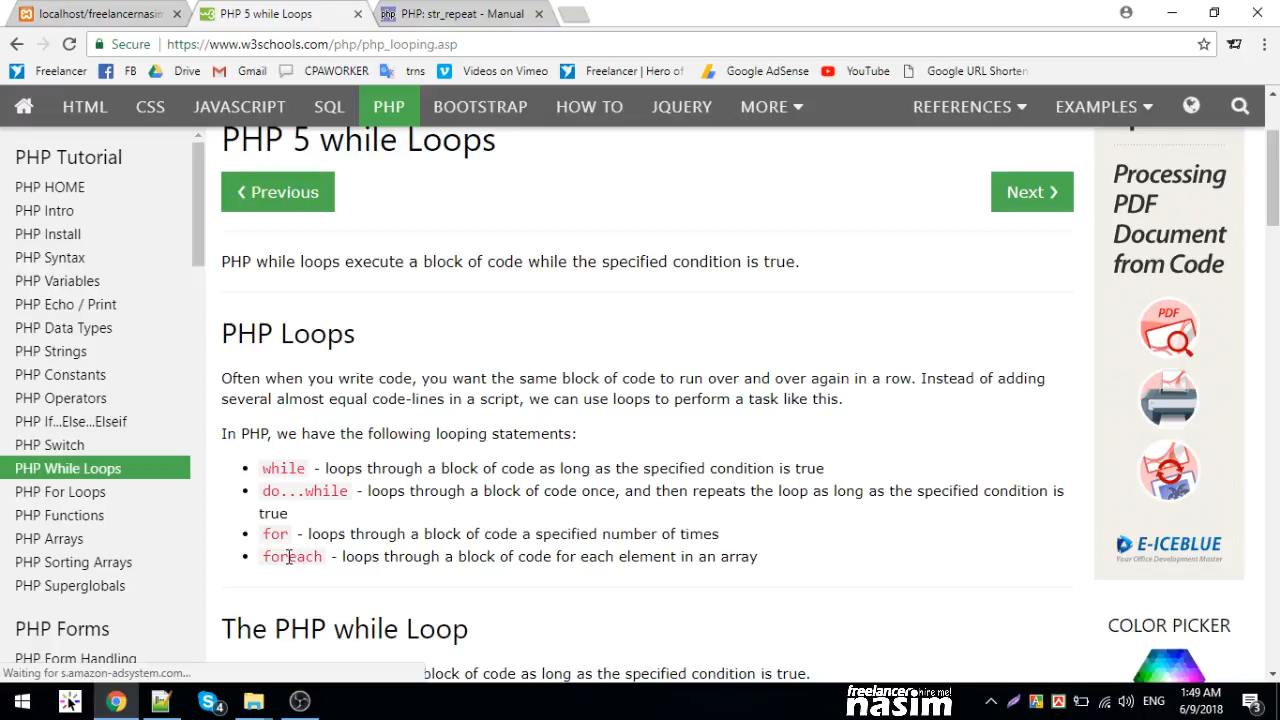 localhost/freelancernasim
PHP 5 while Loops
PHP: str_repeat - Manual
Secure
https://www.w3schools.com/php/php_looping.asp
Freelancer
FB
Drive
Gmail
CPAWORKER
trns
Videos on Vimeo
Freelancer | Hero of
Google AdSense
YouTube
Google URL Shorten
HTML
CSS
JAVASCRIPT
SQL
PHP
BOOTSTRAP
HOW TO
JQUERY
MORE
REFERENCES
EXAMPLES
PHP Tutorial
PHP HOME
PHP Intro
PHP Install
PHP Syntax
PHP Variables
PHP Echo / Print
PHP Data Types
PHP Strings
PHP Constants
PHP Operators
PHP If...Else...Elseif
PHP Switch
PHP While Loops
PHP For Loops
PHP Functions
PHP Arrays
PHP Sorting Arrays
PHP Superglobals
PHP Forms
PHP Form Handling
PHP 5 while Loops
❮ Previous
Next ❯
PHP while loops execute a block of code while the specified condition is true.
PHP Loops
Often when you write code, you want the same block of code to run over and over again in a row. Instead of adding
several almost equal code-lines in a script, we can use loops to perform a task like this.
In PHP, we have the following looping statements:
• while - loops through a block of code as long as the specified condition is true
• do...while - loops through a block of code once, and then repeats the loop as long as the specified condition is
true
• for - loops through a block of code a specified number of times
• foreach - loops through a block of code for each element in an array
The PHP while Loop
block of code as long as the specified condition is true.
Processing
PDF
Document
from Code
PDF
E-ICEBLUE
Your Office Development Master
COLOR PICKER
Waiting for s.amazon-adsystem.com...
4
freelancer hire me!
nasim
ENG
1:49 AM
6/9/2018
3